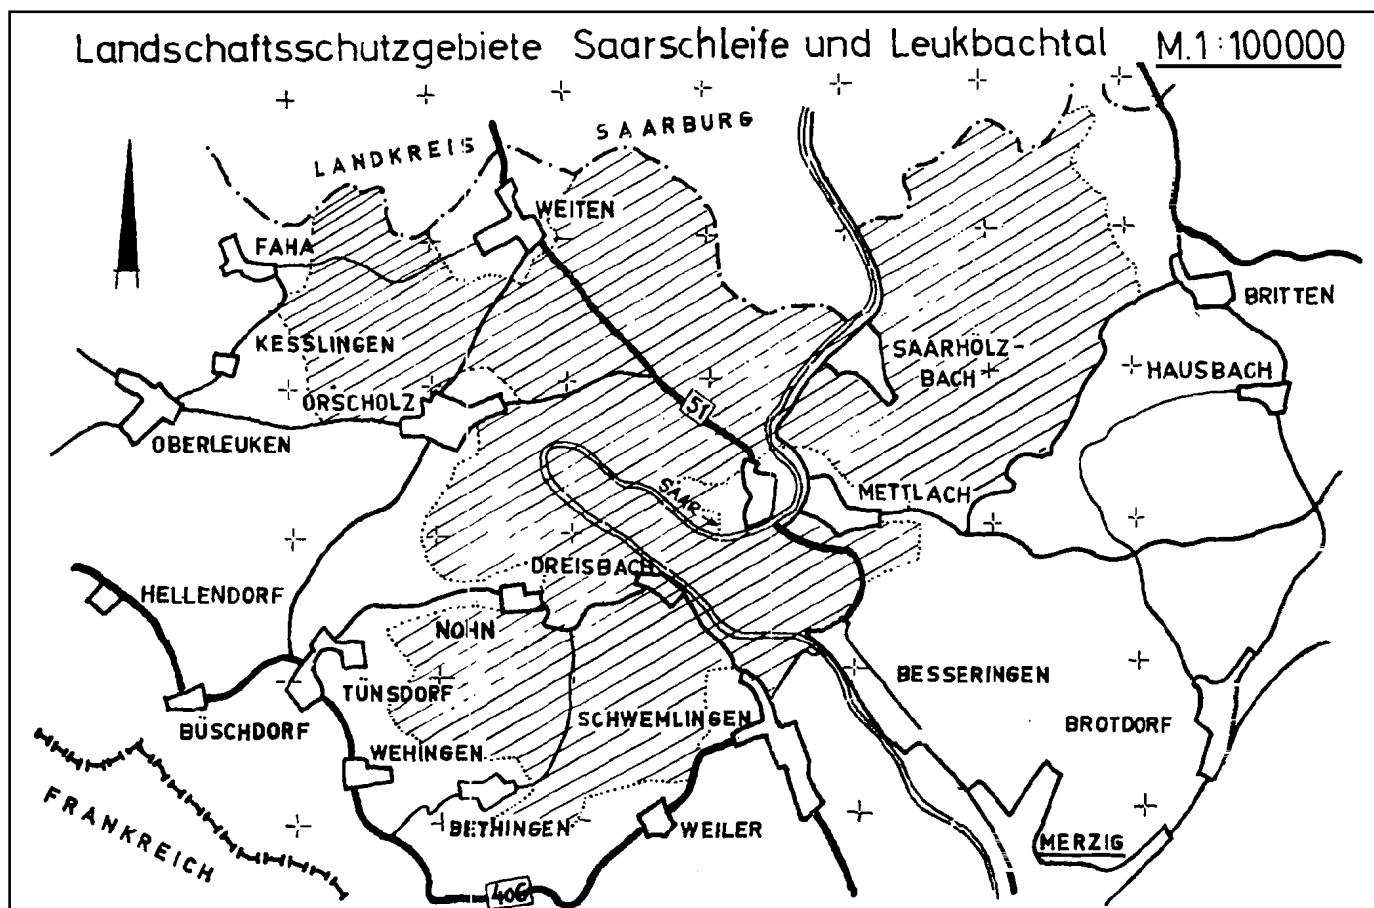 Landschaftsschutzgebiete Saarschleife und Leukbachtal M.1:100000
LANDKREIS SAARBURG
WEITEN
FAHA
BRITTEN
KESSLINGEN
SAARHÖLZ-
BACH
HAUSBACH
ORSCHOLZ
51
OBERLEUKEN
SAAR
METTLACH
DREISBACH
HELLENDORF
NOHN
BESSERINGEN
TÜNSDORF
SCHWEMLINGEN
BROTDORF
BÜSCHDORF
WEHINGEN
FRANKREICH
BETHINGEN
WEILER
MERZIG
406